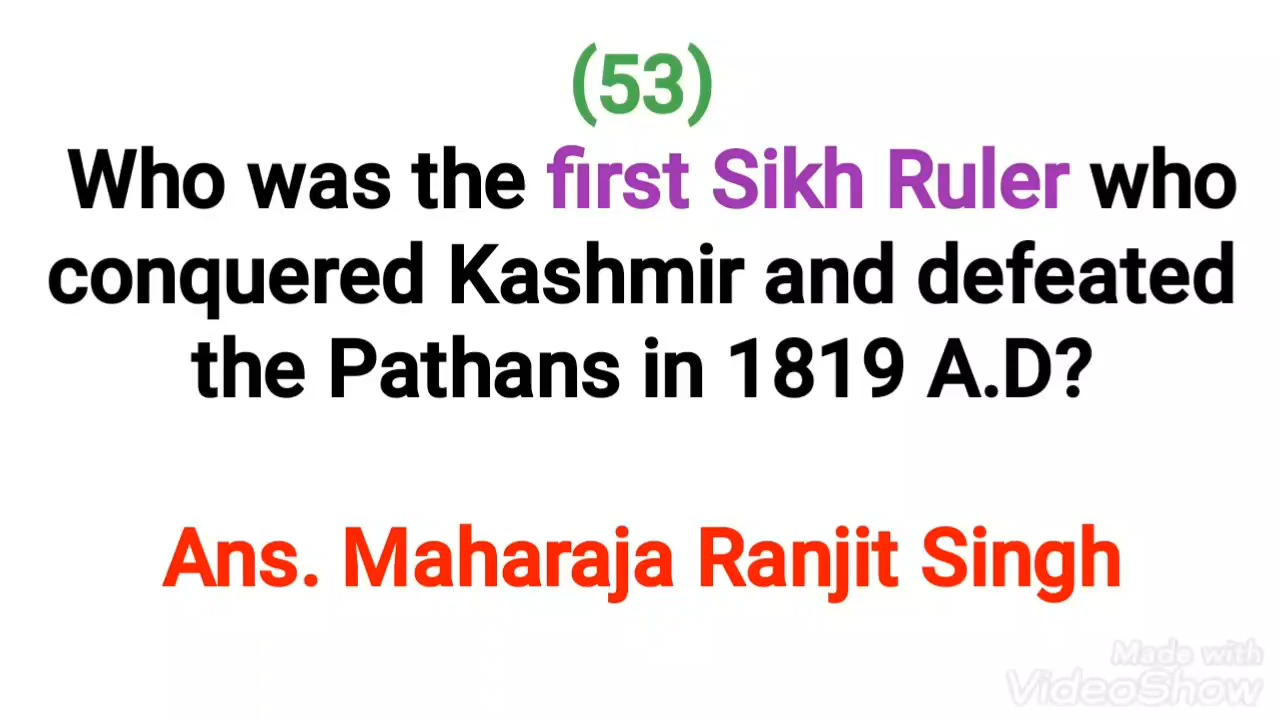 (53)
Who was the first Sikh Ruler who
conquered Kashmir and defeated
the Pathans in 1819 A.D?
Ans. Maharaja Ranjit Singh
Made with
VideoShow